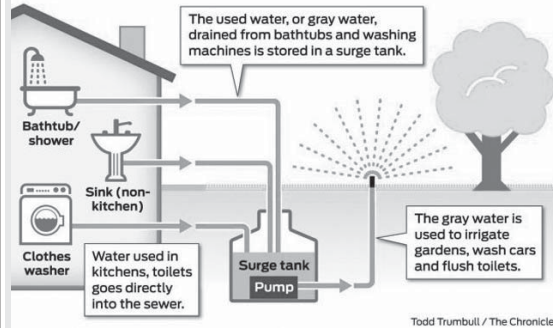 The used water, or gray water,
drained from bathtubs and washing
machines is stored in a surge tank.
Bathtub/
shower
Sink (non-
kitchen)
Clothes
washer
Water used in
kitchens, toilets
goes directly
into the sewer.
Surge tank
Pump
The gray water is
used to irrigate
gardens, wash cars
and flush toilets.
Todd Trumbull / The Chronicle